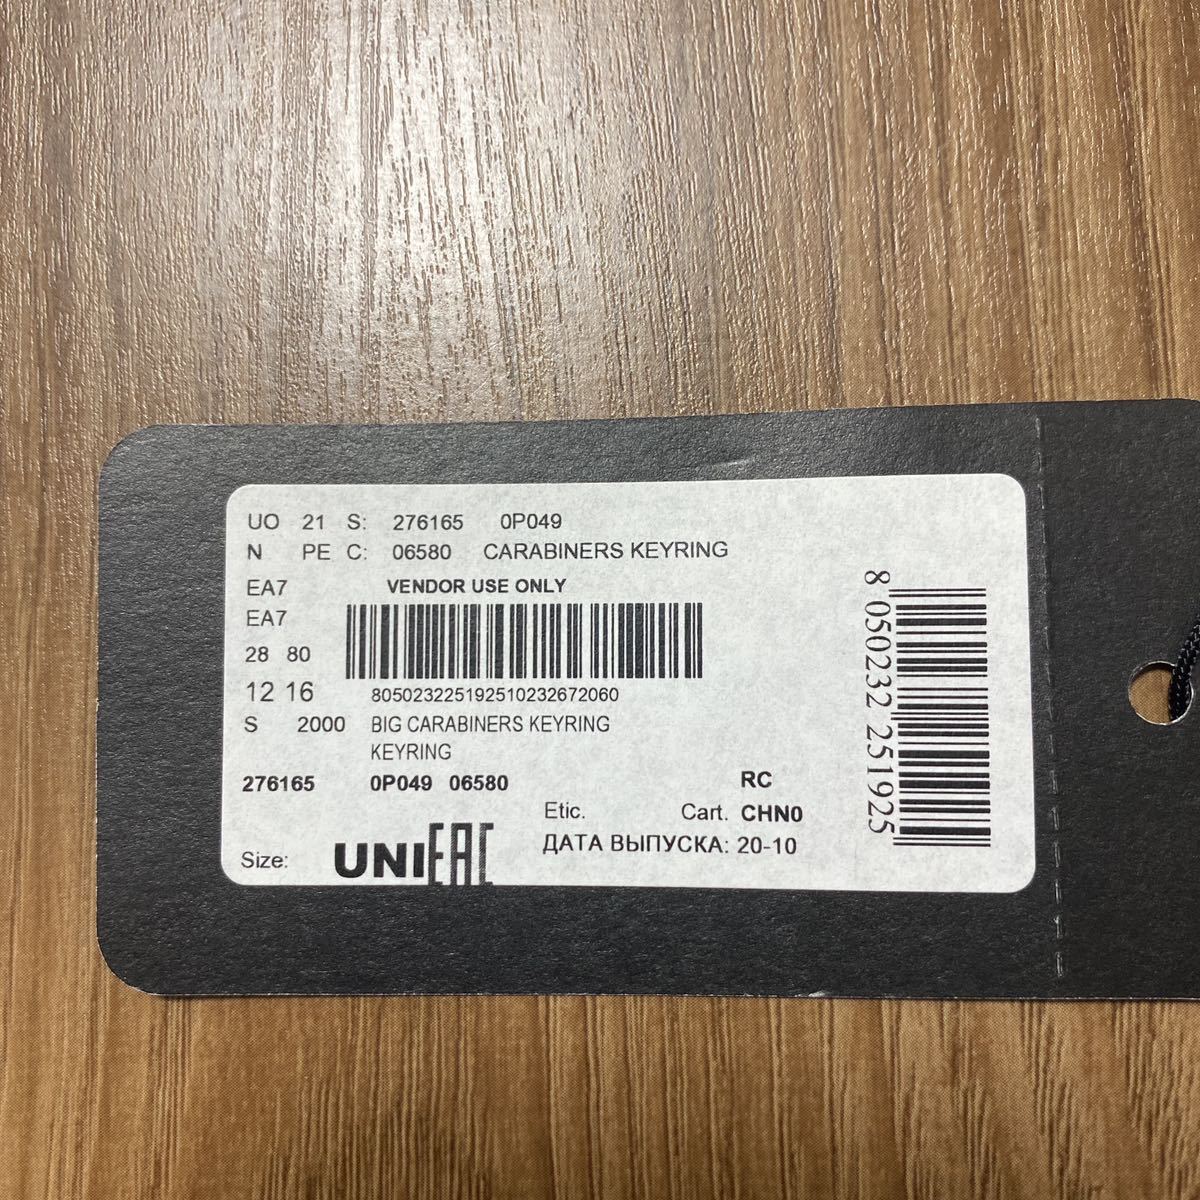 UO 21 S: 276165 0P049
N PE C: 06580 CARABINERS KEYRING
EA7 VENDOR USE ONLY
EA7
28 80
12 16 8050232251925102326720​60
S 2000 BIG CARABINERS KEYRING
KEYRING
276165 0P049 06580 RC
Etic. Cart. CHN0
ДАТА ВЫПУСКА: 20-10
Size: UNI EAC
8 050232 251925